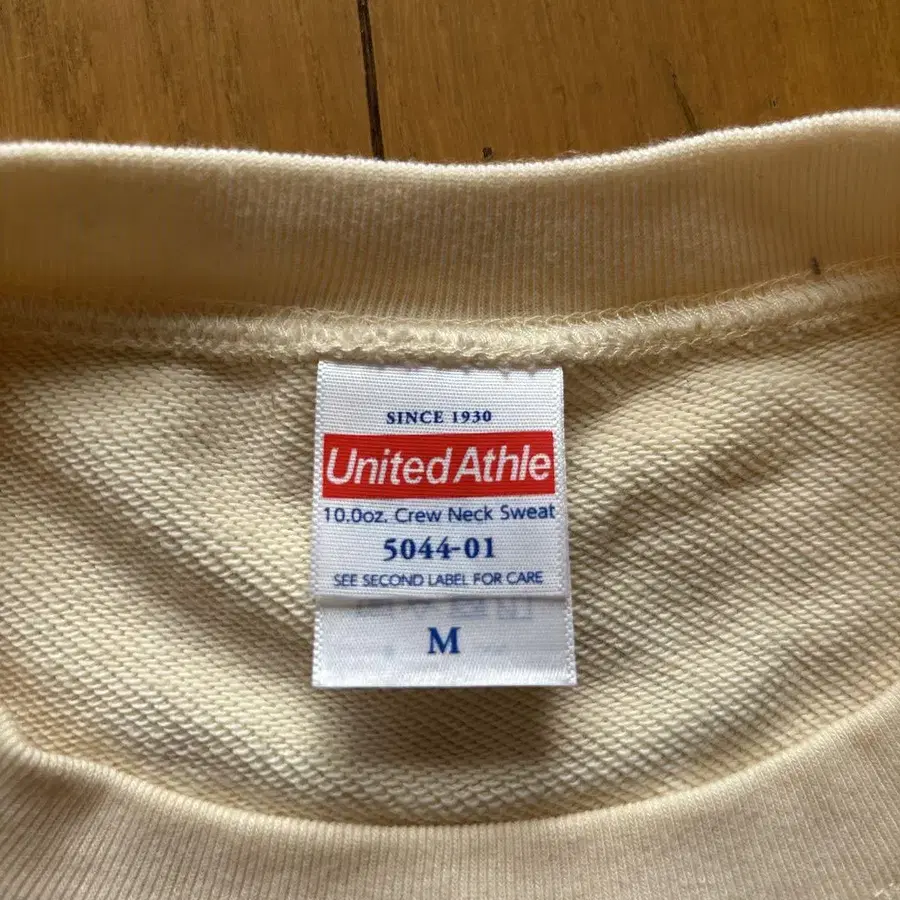 SINCE 1930
United Athle
10.0oz. Crew Neck Sweat
5044-01
SEE SECOND LABEL FOR CARE
M